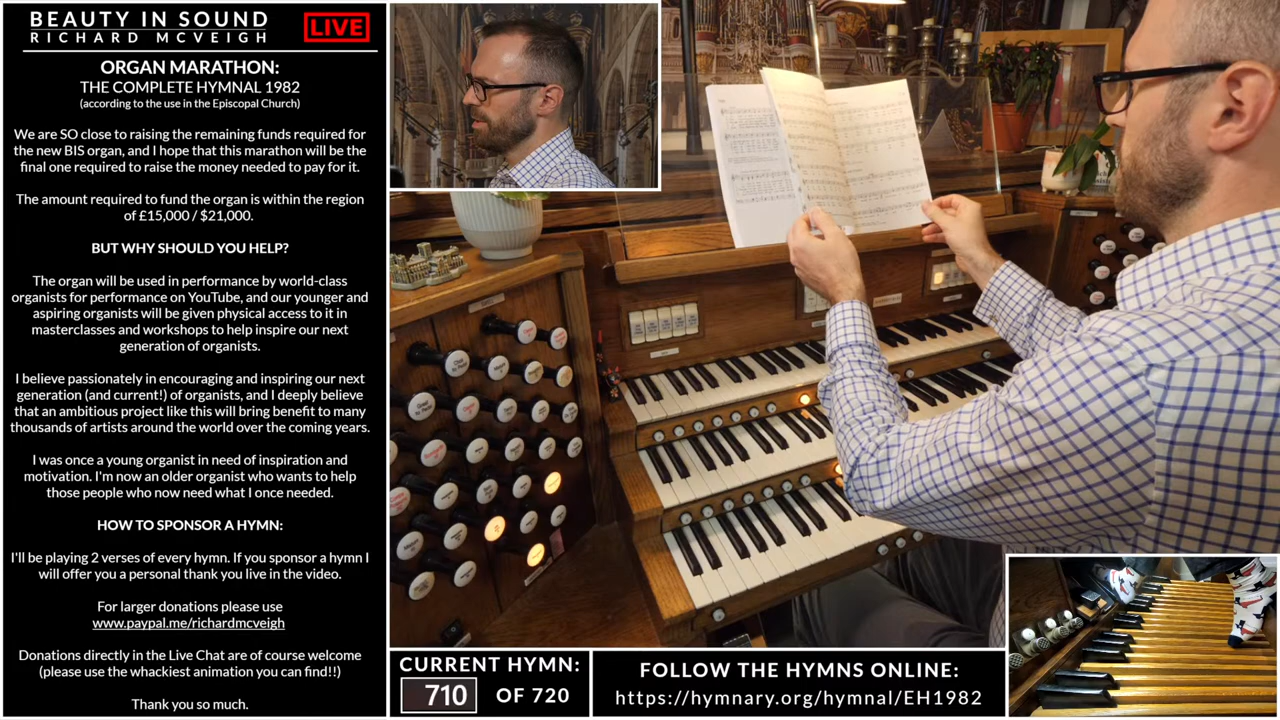 BEAUTY IN SOUND
RICHARD MCVEIGH
LIVE
ORGAN MARATHON:
THE COMPLETE HYMNAL 1982
(according to the use in the Episcopal Church)
We are SO close to raising the remaining funds required for
the new BIS organ, and I hope that this marathon will be the
final one required to raise the money needed to pay for it.
The amount required to fund the organ is within the region
of £15,000 / $21,000.
BUT WHY SHOULD YOU HELP?
The organ will be used in performance by world-class
organists for performance on YouTube, and our younger and
aspiring organists will be given physical access to it in
masterclasses and workshops to help inspire our next
generation of organists.
I believe passionately in encouraging and inspiring our next
generation (and current!) of organists, and I deeply believe
that an ambitious project like this will bring benefit to many
thousands of artists around the world over the coming years.
I was once a young organist in need of inspiration and
motivation. I'm now an older organist who wants to help
those people who now need what I once needed.
HOW TO SPONSOR A HYMN:
I'll be playing 2 verses of every hymn. If you sponsor a hymn I
will offer you a personal thank you live in the video.
For larger donations please use
www.paypal.me/richardmcveigh
Donations directly in the Live Chat are of course welcome
(please use the whackiest animation you can find!!)
Thank you so much.
CURRENT HYMN:
710 OF 720
FOLLOW THE HYMNS ONLINE:
https://hymnary.org/hymnal/EH1982